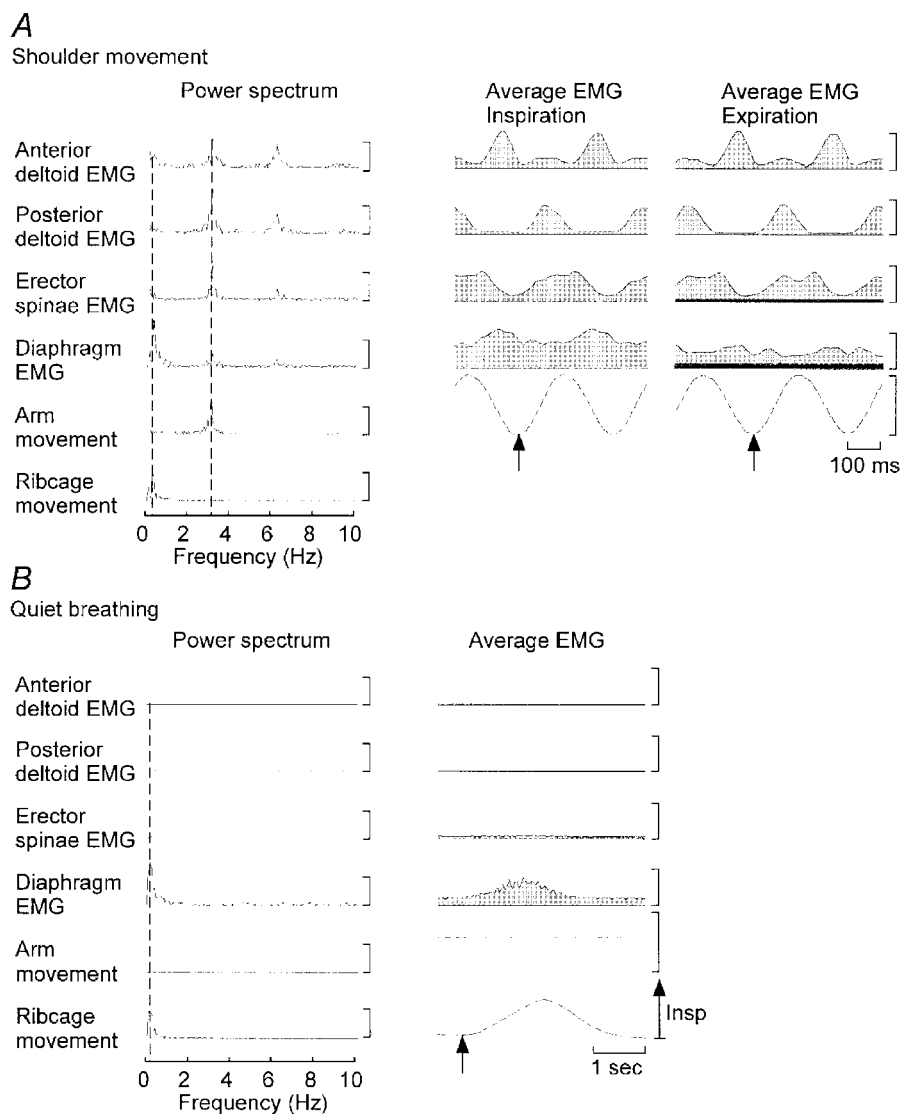 A
Shoulder movement
Power spectrum
Average EMG
Inspiration
Average EMG
Expiration
Anterior
deltoid EMG
Posterior
deltoid EMG
Erector
spinae EMG
Diaphragm
EMG
Arm
movement
Ribcage
movement
100 ms
0 2 4 6 8 10
Frequency (Hz)
B
Quiet breathing
Power spectrum
Average EMG
Anterior
deltoid EMG
Posterior
deltoid EMG
Erector
spinae EMG
Diaphragm
EMG
Arm
movement
Ribcage
movement
Insp
1 sec
0 2 4 6 8 10
Frequency (Hz)